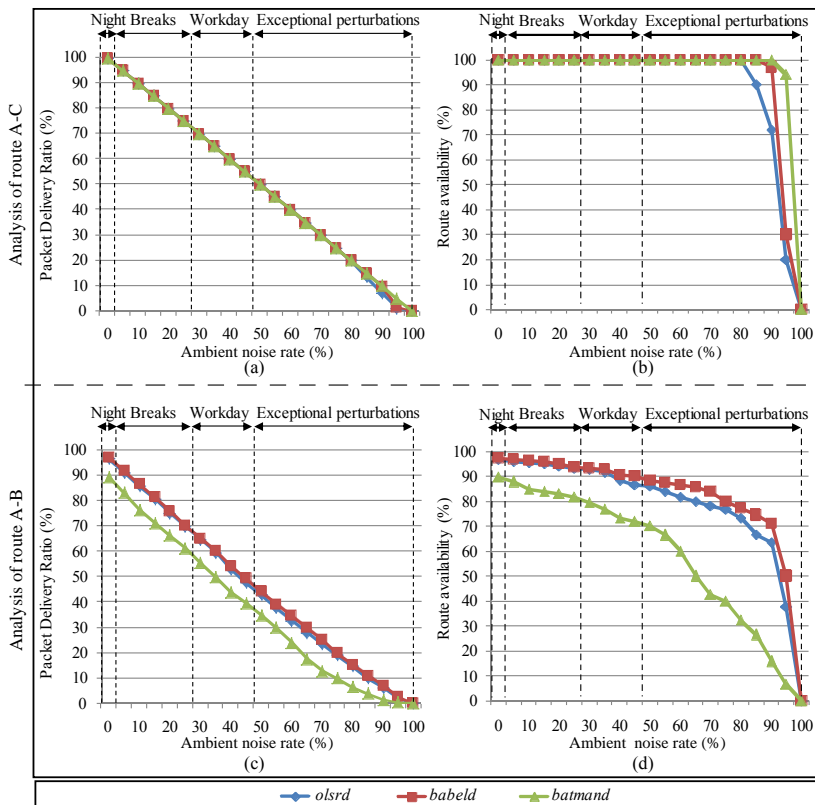 Night Breaks Workday Exceptional perturbations
Night Breaks Workday Exceptional perturbations
Analysis of route A-C
Packet Delivery Ratio (%)
100
90
80
70
60
50
40
30
20
10
0
0 10 20 30 40 50 60 70 80 90 100
Ambient noise rate (%)
(a)
Route availability (%)
100
90
80
70
60
50
40
30
20
10
0
0 10 20 30 40 50 60 70 80 90 100
Ambient noise rate (%)
(b)
Night Breaks Workday Exceptional perturbations
Night Breaks Workday Exceptional perturbations
Analysis of route A-B
Packet Delivery Ratio (%)
100
90
80
70
60
50
40
30
20
10
0
0 10 20 30 40 50 60 70 80 90 100
Ambient noise rate (%)
(c)
Route availability (%)
100
90
80
70
60
50
40
30
20
10
0
0 10 20 30 40 50 60 70 80 90 100
Ambient noise rate (%)
(d)
olsrd babeld batmand